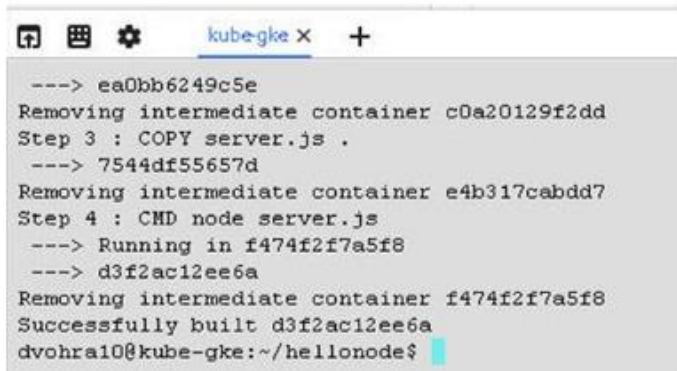 kube-gke × +
---> ea0bb6249c5e
Removing intermediate container c0a20129f2dd
Step 3 : COPY server.js .
---> 7544df55657d
Removing intermediate container e4b317cabdd7
Step 4 : CMD node server.js
---> Running in f474f2f7a5f8
---> d3f2ac12ee6a
Removing intermediate container f474f2f7a5f8
Successfully built d3f2ac12ee6a
dvohra10@kube-gke:~/hellonode$